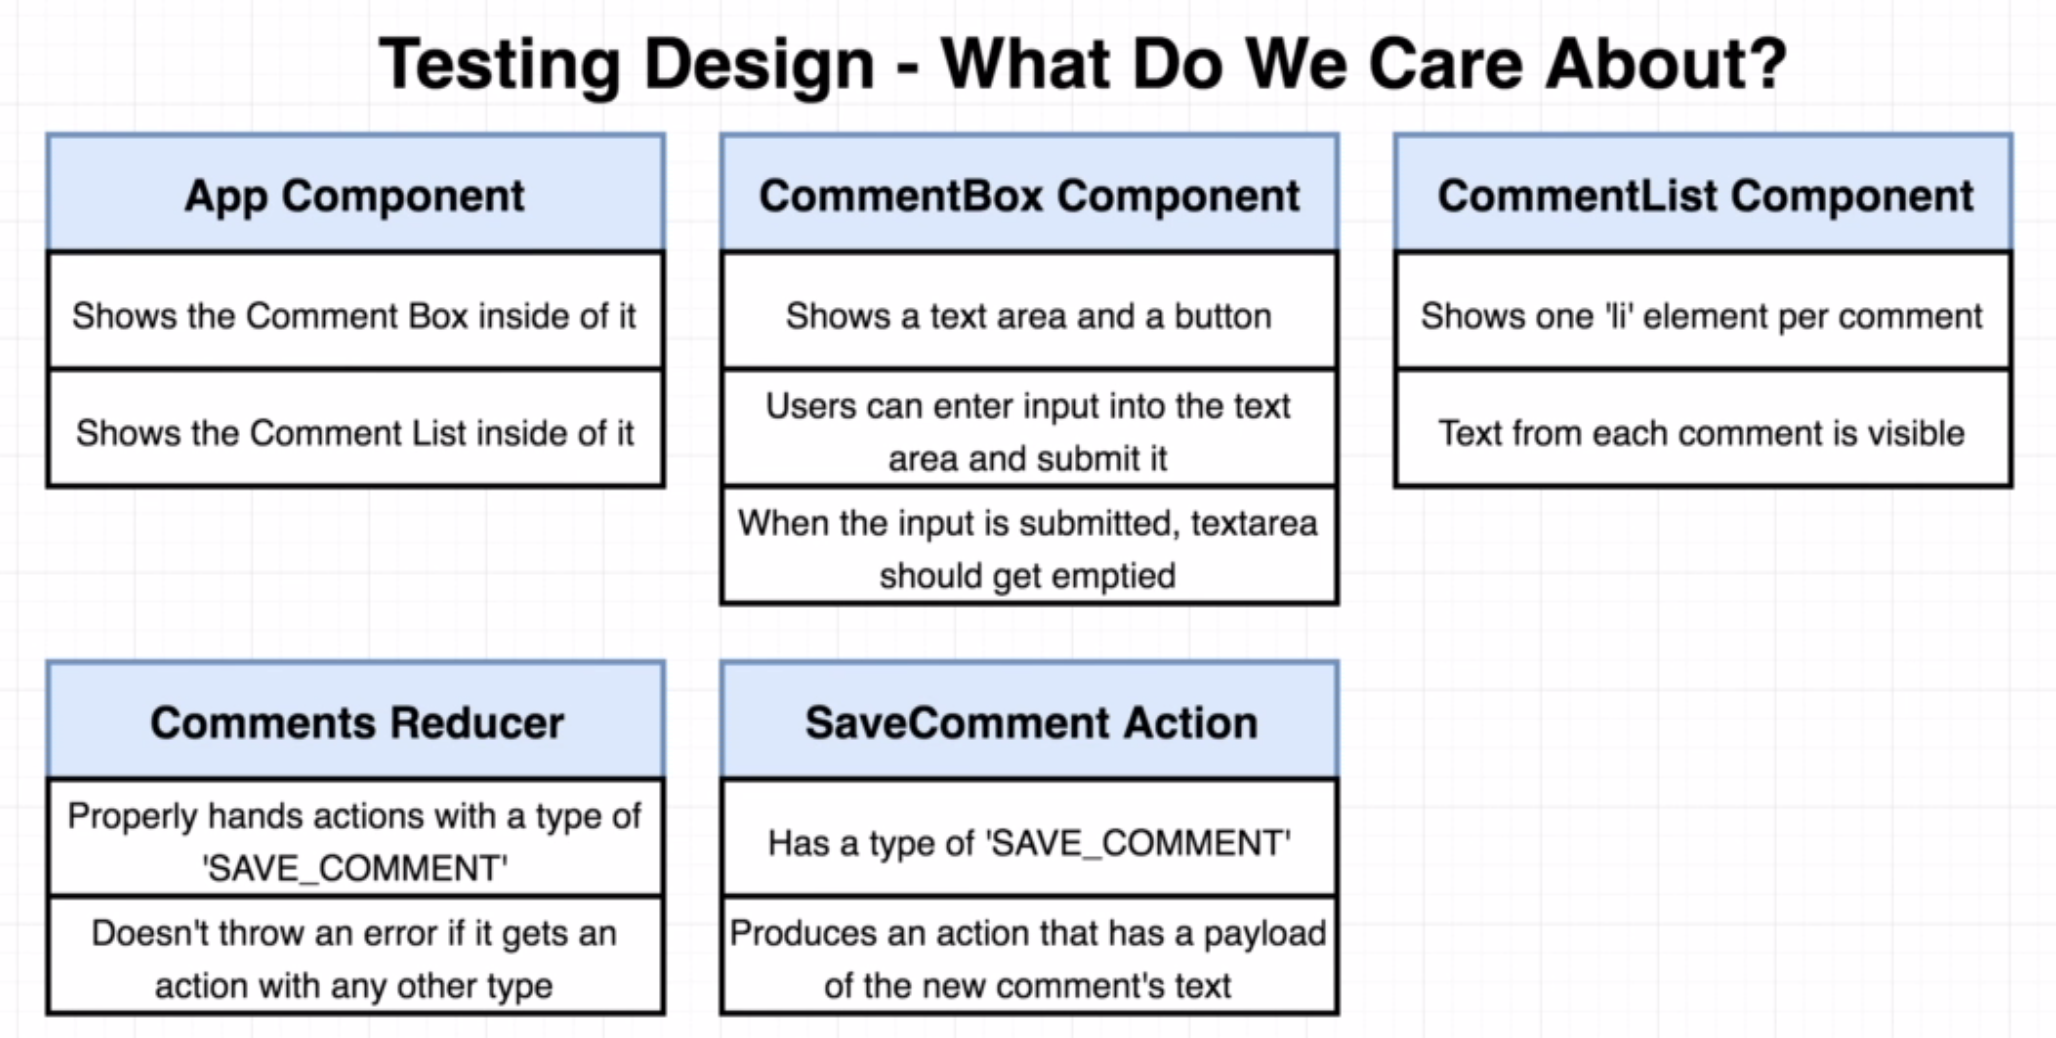 Testing Design - What Do We Care About?
App Component
Shows the Comment Box inside of it
Shows the Comment List inside of it
CommentBox Component
Shows a text area and a button
Users can enter input into the text
area and submit it
When the input is submitted, textarea
should get emptied
CommentList Component
Shows one 'li' element per comment
Text from each comment is visible
Comments Reducer
Properly hands actions with a type of
'SAVE_COMMENT'
Doesn't throw an error if it gets an
action with any other type
SaveComment Action
Has a type of 'SAVE_COMMENT'
Produces an action that has a payload
of the new comment's text